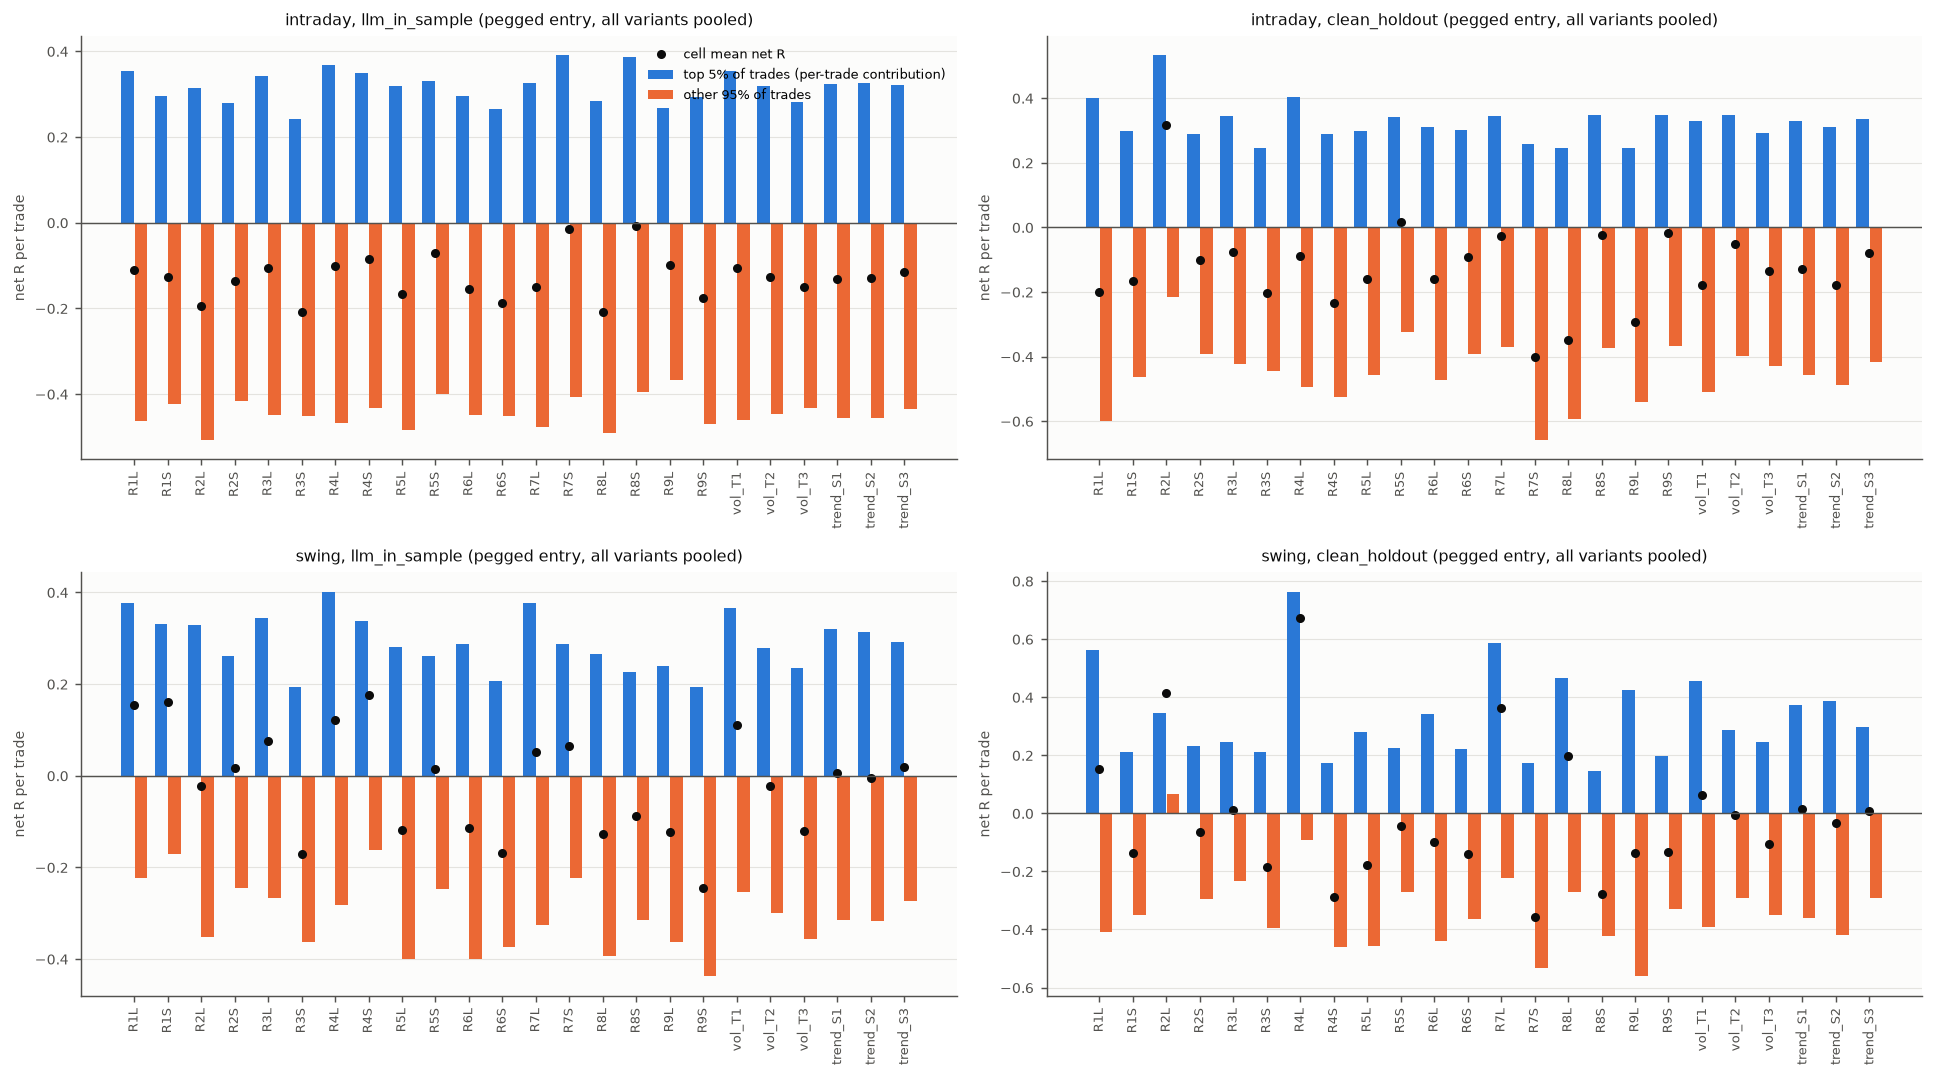 intraday, llm_in_sample (pegged entry, all variants pooled)
net R per trade
0.4
0.2
0.0
−0.2
−0.4
cell mean net R
top 5% of trades (per-trade contribution)
other 95% of trades
R1L R1S R2L R2S R3L R3S R4L R4S R5L R5S R6L R6S R7L R7S R8L R8S R9L R9S vol_T1 vol_T2 vol_T3 trend_S1 trend_S2 trend_S3
intraday, clean_holdout (pegged entry, all variants pooled)
net R per trade
0.4
0.2
0.0
−0.2
−0.4
−0.6
R1L R1S R2L R2S R3L R3S R4L R4S R5L R5S R6L R6S R7L R7S R8L R8S R9L R9S vol_T1 vol_T2 vol_T3 trend_S1 trend_S2 trend_S3
swing, llm_in_sample (pegged entry, all variants pooled)
net R per trade
0.4
0.2
0.0
−0.2
−0.4
R1L R1S R2L R2S R3L R3S R4L R4S R5L R5S R6L R6S R7L R7S R8L R8S R9L R9S vol_T1 vol_T2 vol_T3 trend_S1 trend_S2 trend_S3
swing, clean_holdout (pegged entry, all variants pooled)
net R per trade
0.8
0.6
0.4
0.2
0.0
−0.2
−0.4
−0.6
R1L R1S R2L R2S R3L R3S R4L R4S R5L R5S R6L R6S R7L R7S R8L R8S R9L R9S vol_T1 vol_T2 vol_T3 trend_S1 trend_S2 trend_S3